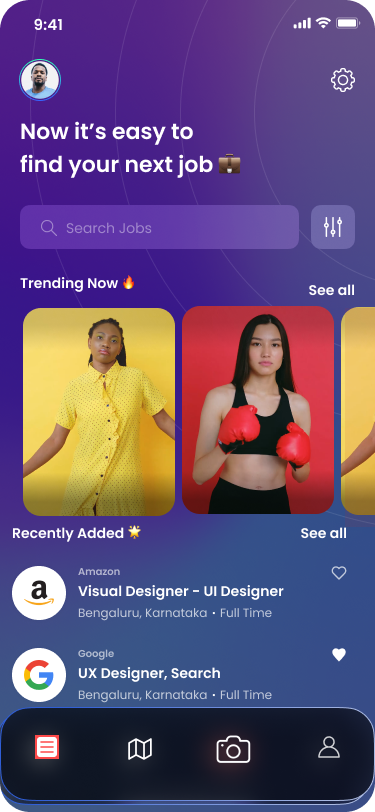 9:41
Now it’s easy to
find your next job 💼
Search Jobs
Trending Now 🔥
See all
Recently Added 🌟
See all
a
Amazon
Visual Designer - UI Designer
Bengaluru, Karnataka • Full Time
G
Google
UX Designer, Search
Bengaluru, Karnataka • Full Time